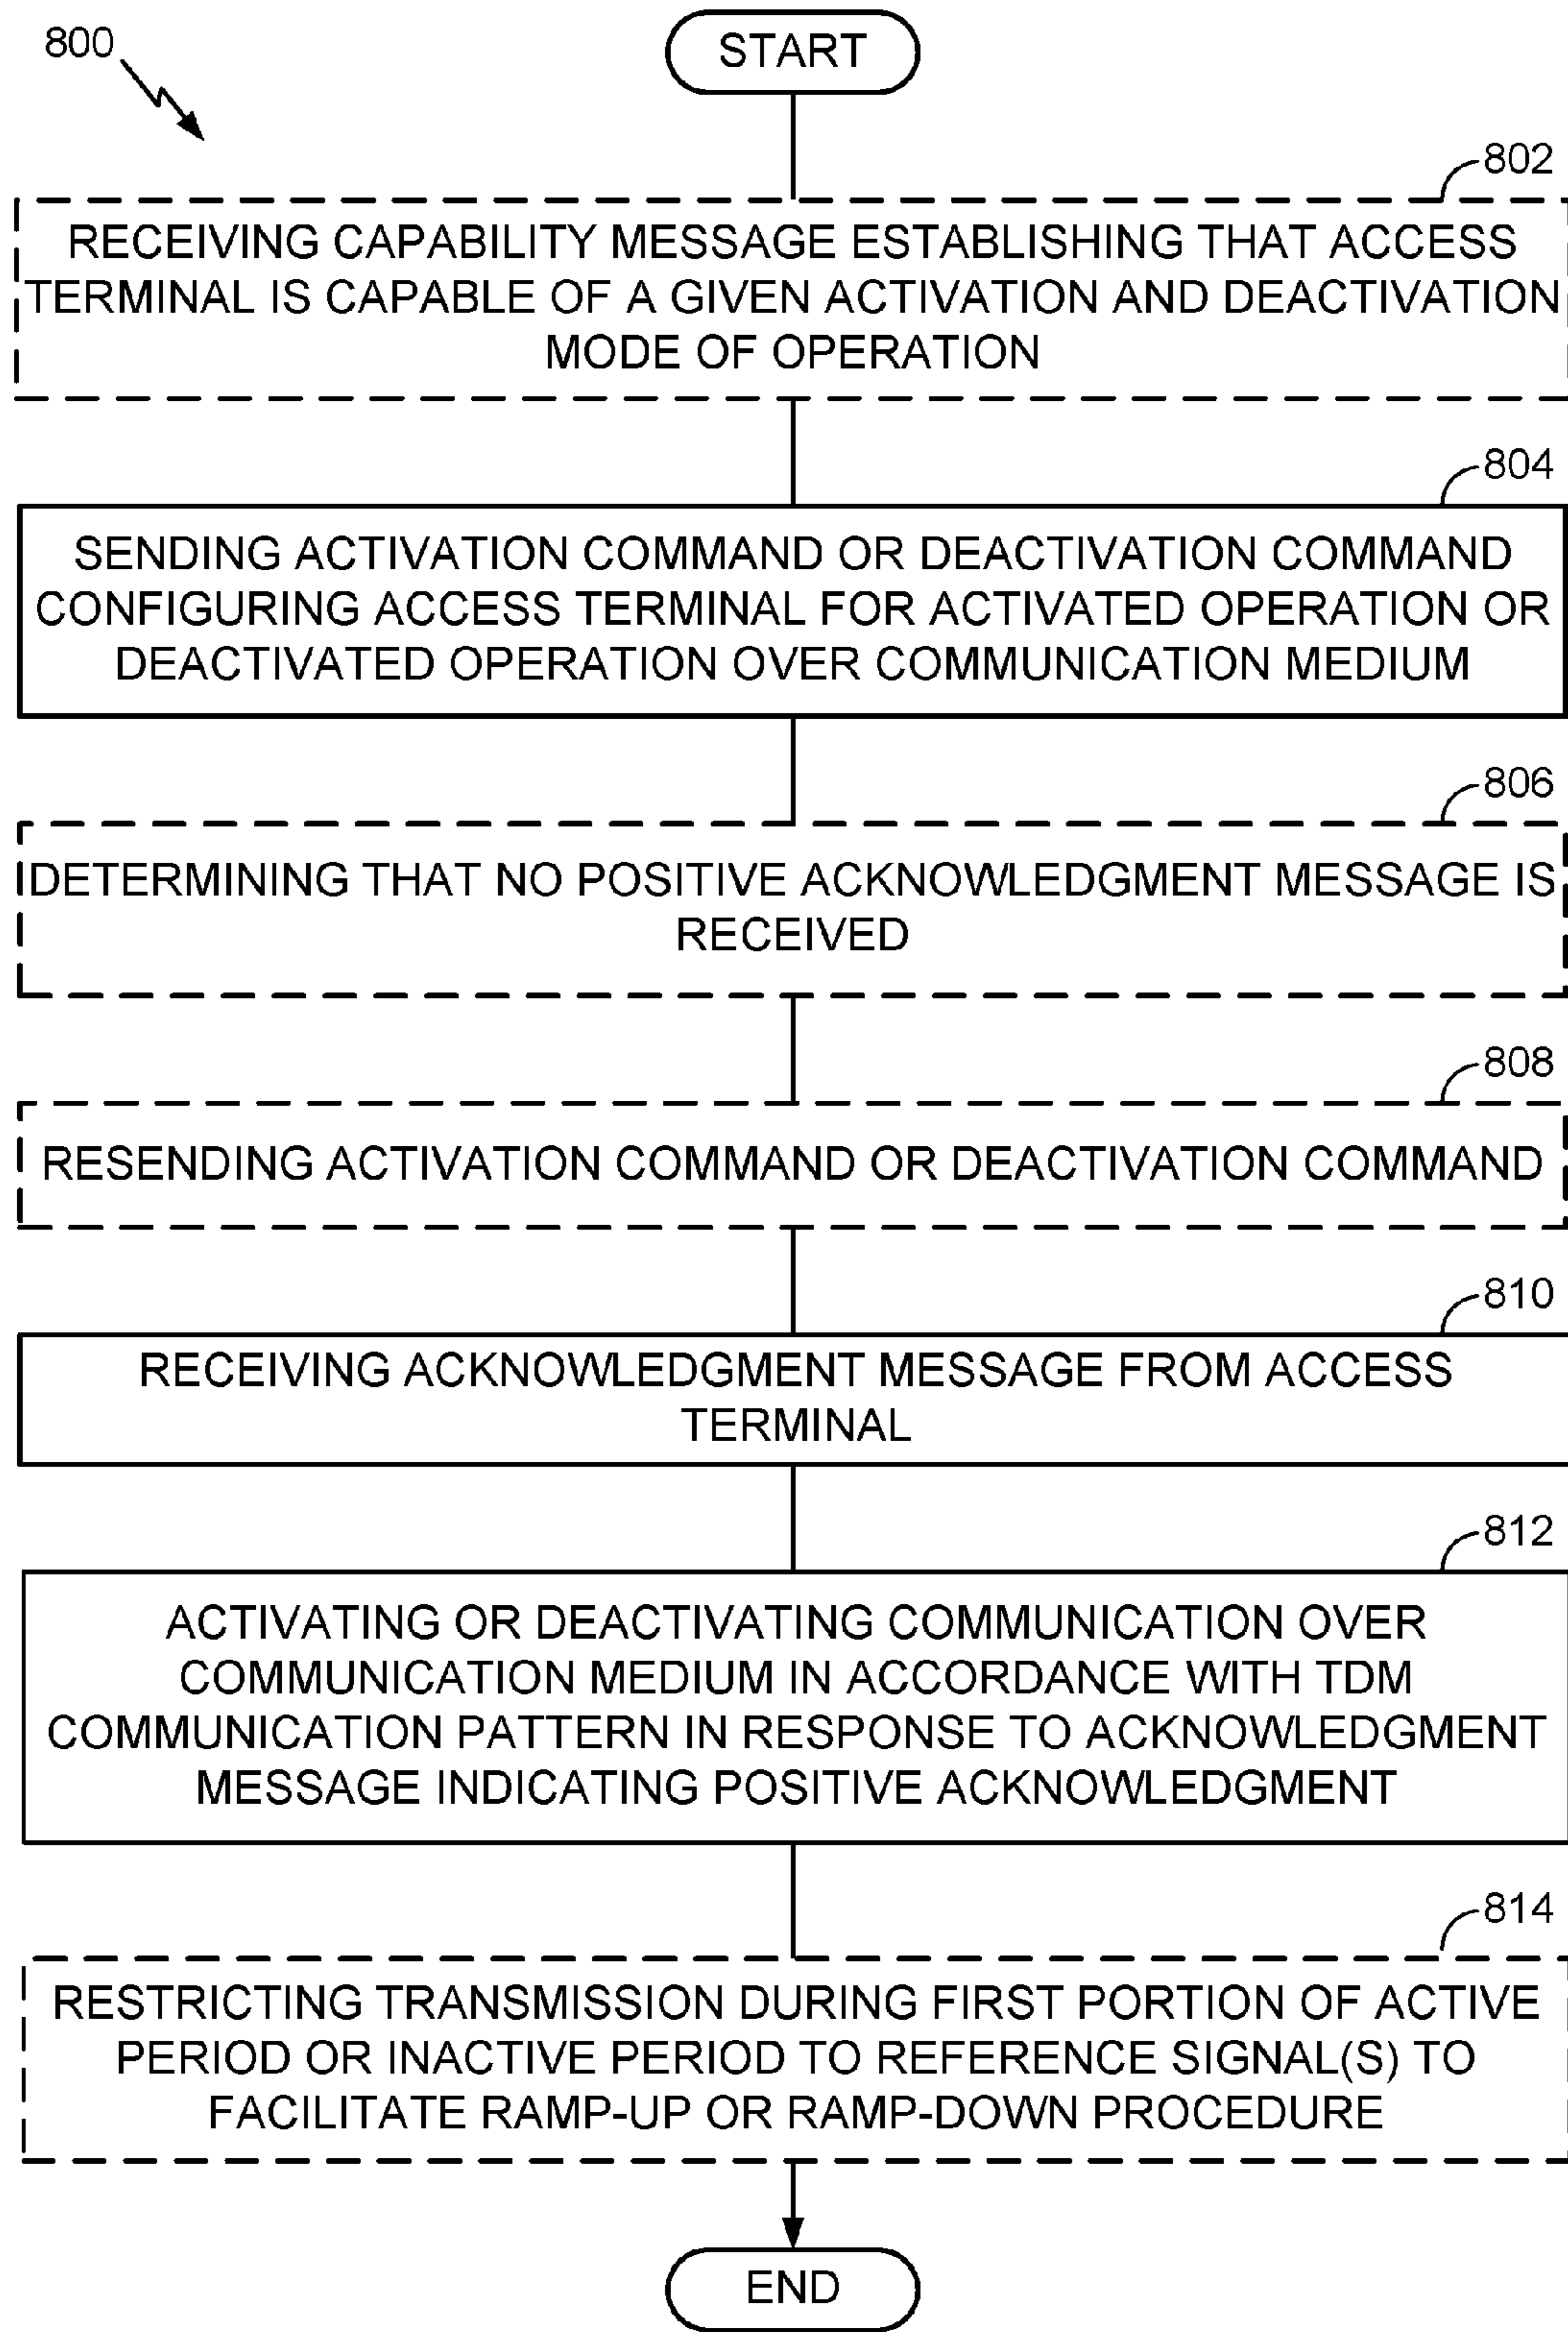 800
START
802
RECEIVING CAPABILITY MESSAGE ESTABLISHING THAT ACCESS
TERMINAL IS CAPABLE OF A GIVEN ACTIVATION AND DEACTIVATION
MODE OF OPERATION
804
SENDING ACTIVATION COMMAND OR DEACTIVATION COMMAND
CONFIGURING ACCESS TERMINAL FOR ACTIVATED OPERATION OR
DEACTIVATED OPERATION OVER COMMUNICATION MEDIUM
806
DETERMINING THAT NO POSITIVE ACKNOWLEDGMENT MESSAGE IS
RECEIVED
808
RESENDING ACTIVATION COMMAND OR DEACTIVATION COMMAND
810
RECEIVING ACKNOWLEDGMENT MESSAGE FROM ACCESS
TERMINAL
812
ACTIVATING OR DEACTIVATING COMMUNICATION OVER
COMMUNICATION MEDIUM IN ACCORDANCE WITH TDM
COMMUNICATION PATTERN IN RESPONSE TO ACKNOWLEDGMENT
MESSAGE INDICATING POSITIVE ACKNOWLEDGMENT
814
RESTRICTING TRANSMISSION DURING FIRST PORTION OF ACTIVE
PERIOD OR INACTIVE PERIOD TO REFERENCE SIGNAL(S) TO
FACILITATE RAMP-UP OR RAMP-DOWN PROCEDURE
END